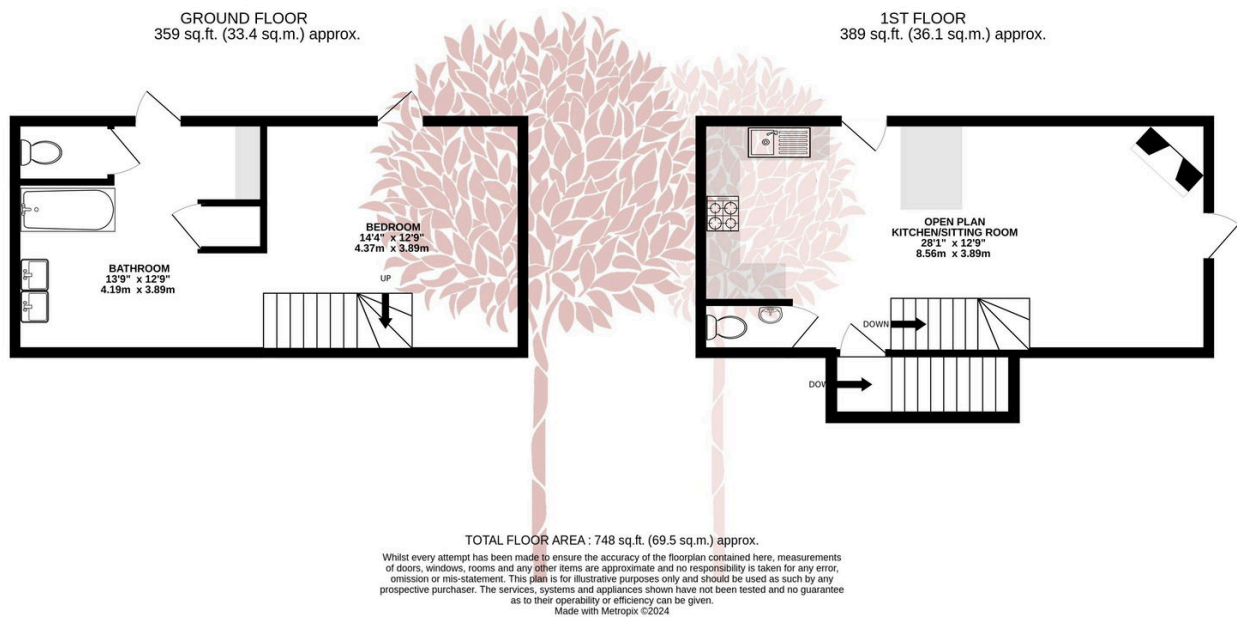 GROUND FLOOR
359 sq.ft. (33.4 sq.m.) approx.
1ST FLOOR
389 sq.ft. (36.1 sq.m.) approx.
BEDROOM
14'4" x 12'9"
4.37m x 3.89m
UP
BATHROOM
13'9" x 12'9"
4.19m x 3.89m
OPEN PLAN
KITCHEN/SITTING ROOM
28'1" x 12'9"
8.56m x 3.89m
DOWN
DOW
TOTAL FLOOR AREA : 748 sq.ft. (69.5 sq.m.) approx.
Whilst every attempt has been made to ensure the accuracy of the floorplan contained here, measurements
of doors, windows, rooms and any other items are approximate and no responsibility is taken for any error,
omission or mis-statement. This plan is for illustrative purposes only and should be used as such by any
prospective purchaser. The services, systems and appliances shown have not been tested and no guarantee
as to their operability or efficiency can be given.
Made with Metropix ©2024